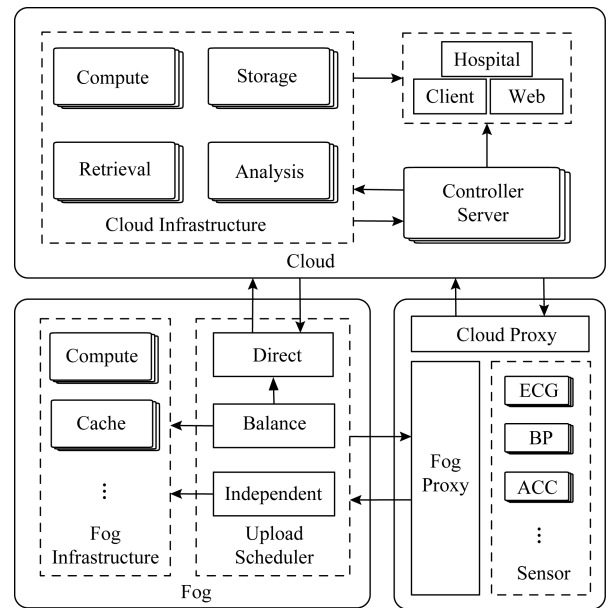 Compute
Storage
Hospital
Client
Web
Retrieval
Analysis
Controller
Server
Cloud Infrastructure
Cloud
Compute
Cache
⋮
Fog
Infrastructure
Direct
Balance
Independent
Upload
Scheduler
Fog
Cloud Proxy
Fog
Proxy
ECG
BP
ACC
⋮
Sensor